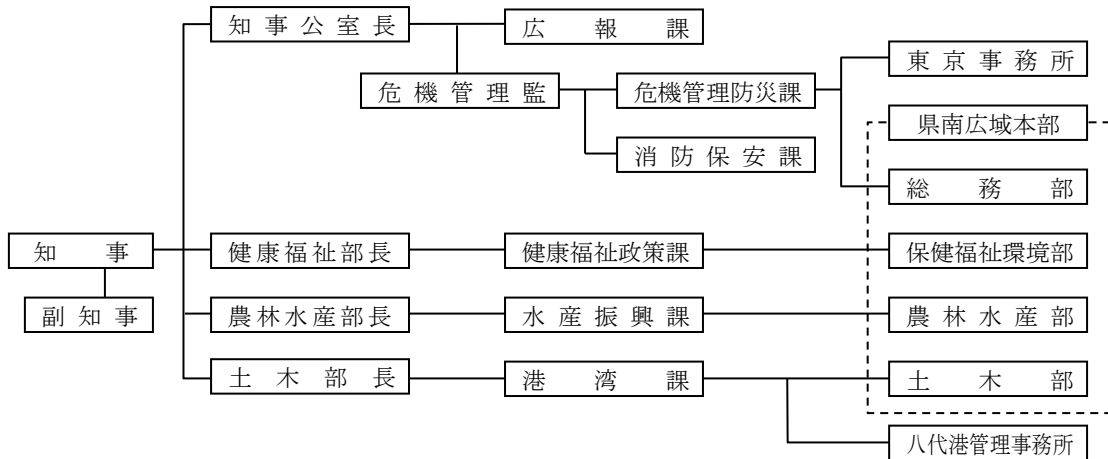 知事公室長
広報課
東京事務所
危機管理監
危機管理防災課
県南広域本部
消防保安課
総務部
知事
健康福祉部長
健康福祉政策課
保健福祉環境部
副知事
農林水産部長
水産振興課
農林水産部
土木部長
港湾課
土木部
八代港管理事務所